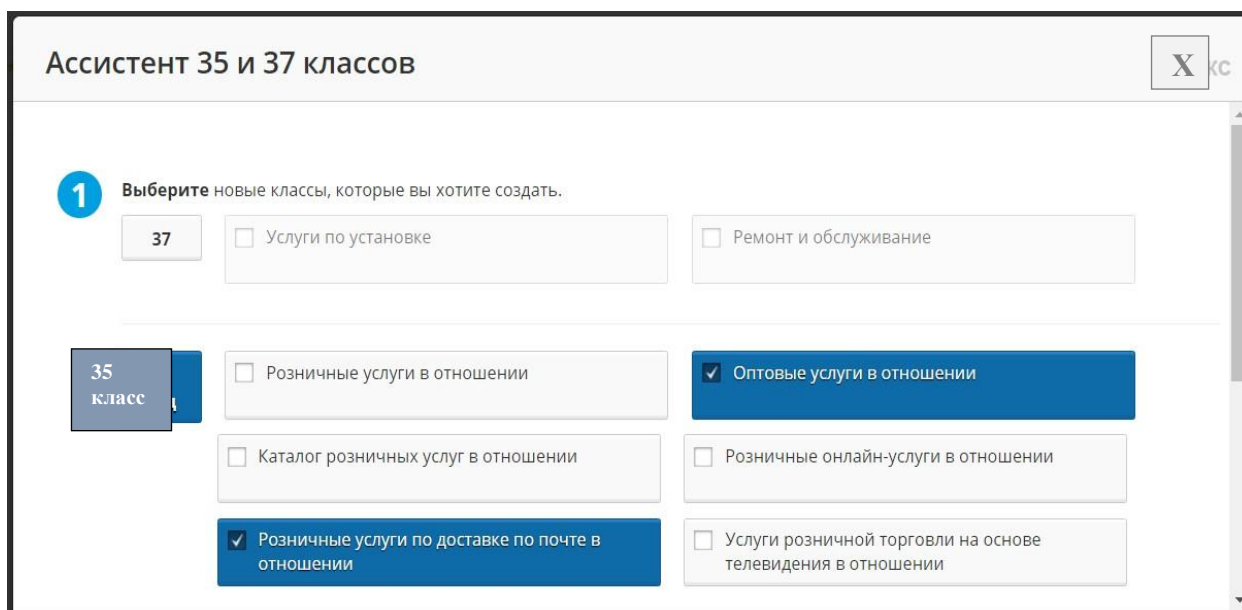 Ассистент 35 и 37 классов
X
кс
1
Выберите новые классы, которые вы хотите создать.
37
Услуги по установке
Ремонт и обслуживание
35
класс
Розничные услуги в отношении
Оптовые услуги в отношении
Каталог розничных услуг в отношении
Розничные онлайн-услуги в отношении
Розничные услуги по доставке по почте в
отношении
Услуги розничной торговли на основе
телевидения в отношении